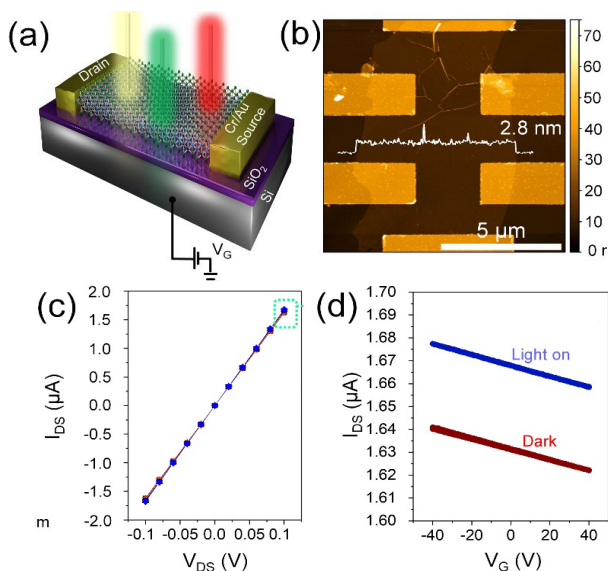 (a)
Drain
Cr/Au
Source
SiO2
Si
VG
(b)
2.8 nm
5 µm
70
60
50
40
30
20
10
0 n
(c)
2.0
1.5
1.0
0.5
0.0
-0.5
-1.0
-1.5
-2.0
IDS (µA)
m
-0.1 -0.05 0.0 0.05 0.1
VDS (V)
(d)
1.70
1.69
1.68
1.67
1.66
1.65
1.64
1.63
1.62
1.61
1.60
IDS (µA)
Light on
Dark
-40 -20 0 20 40
VG (V)